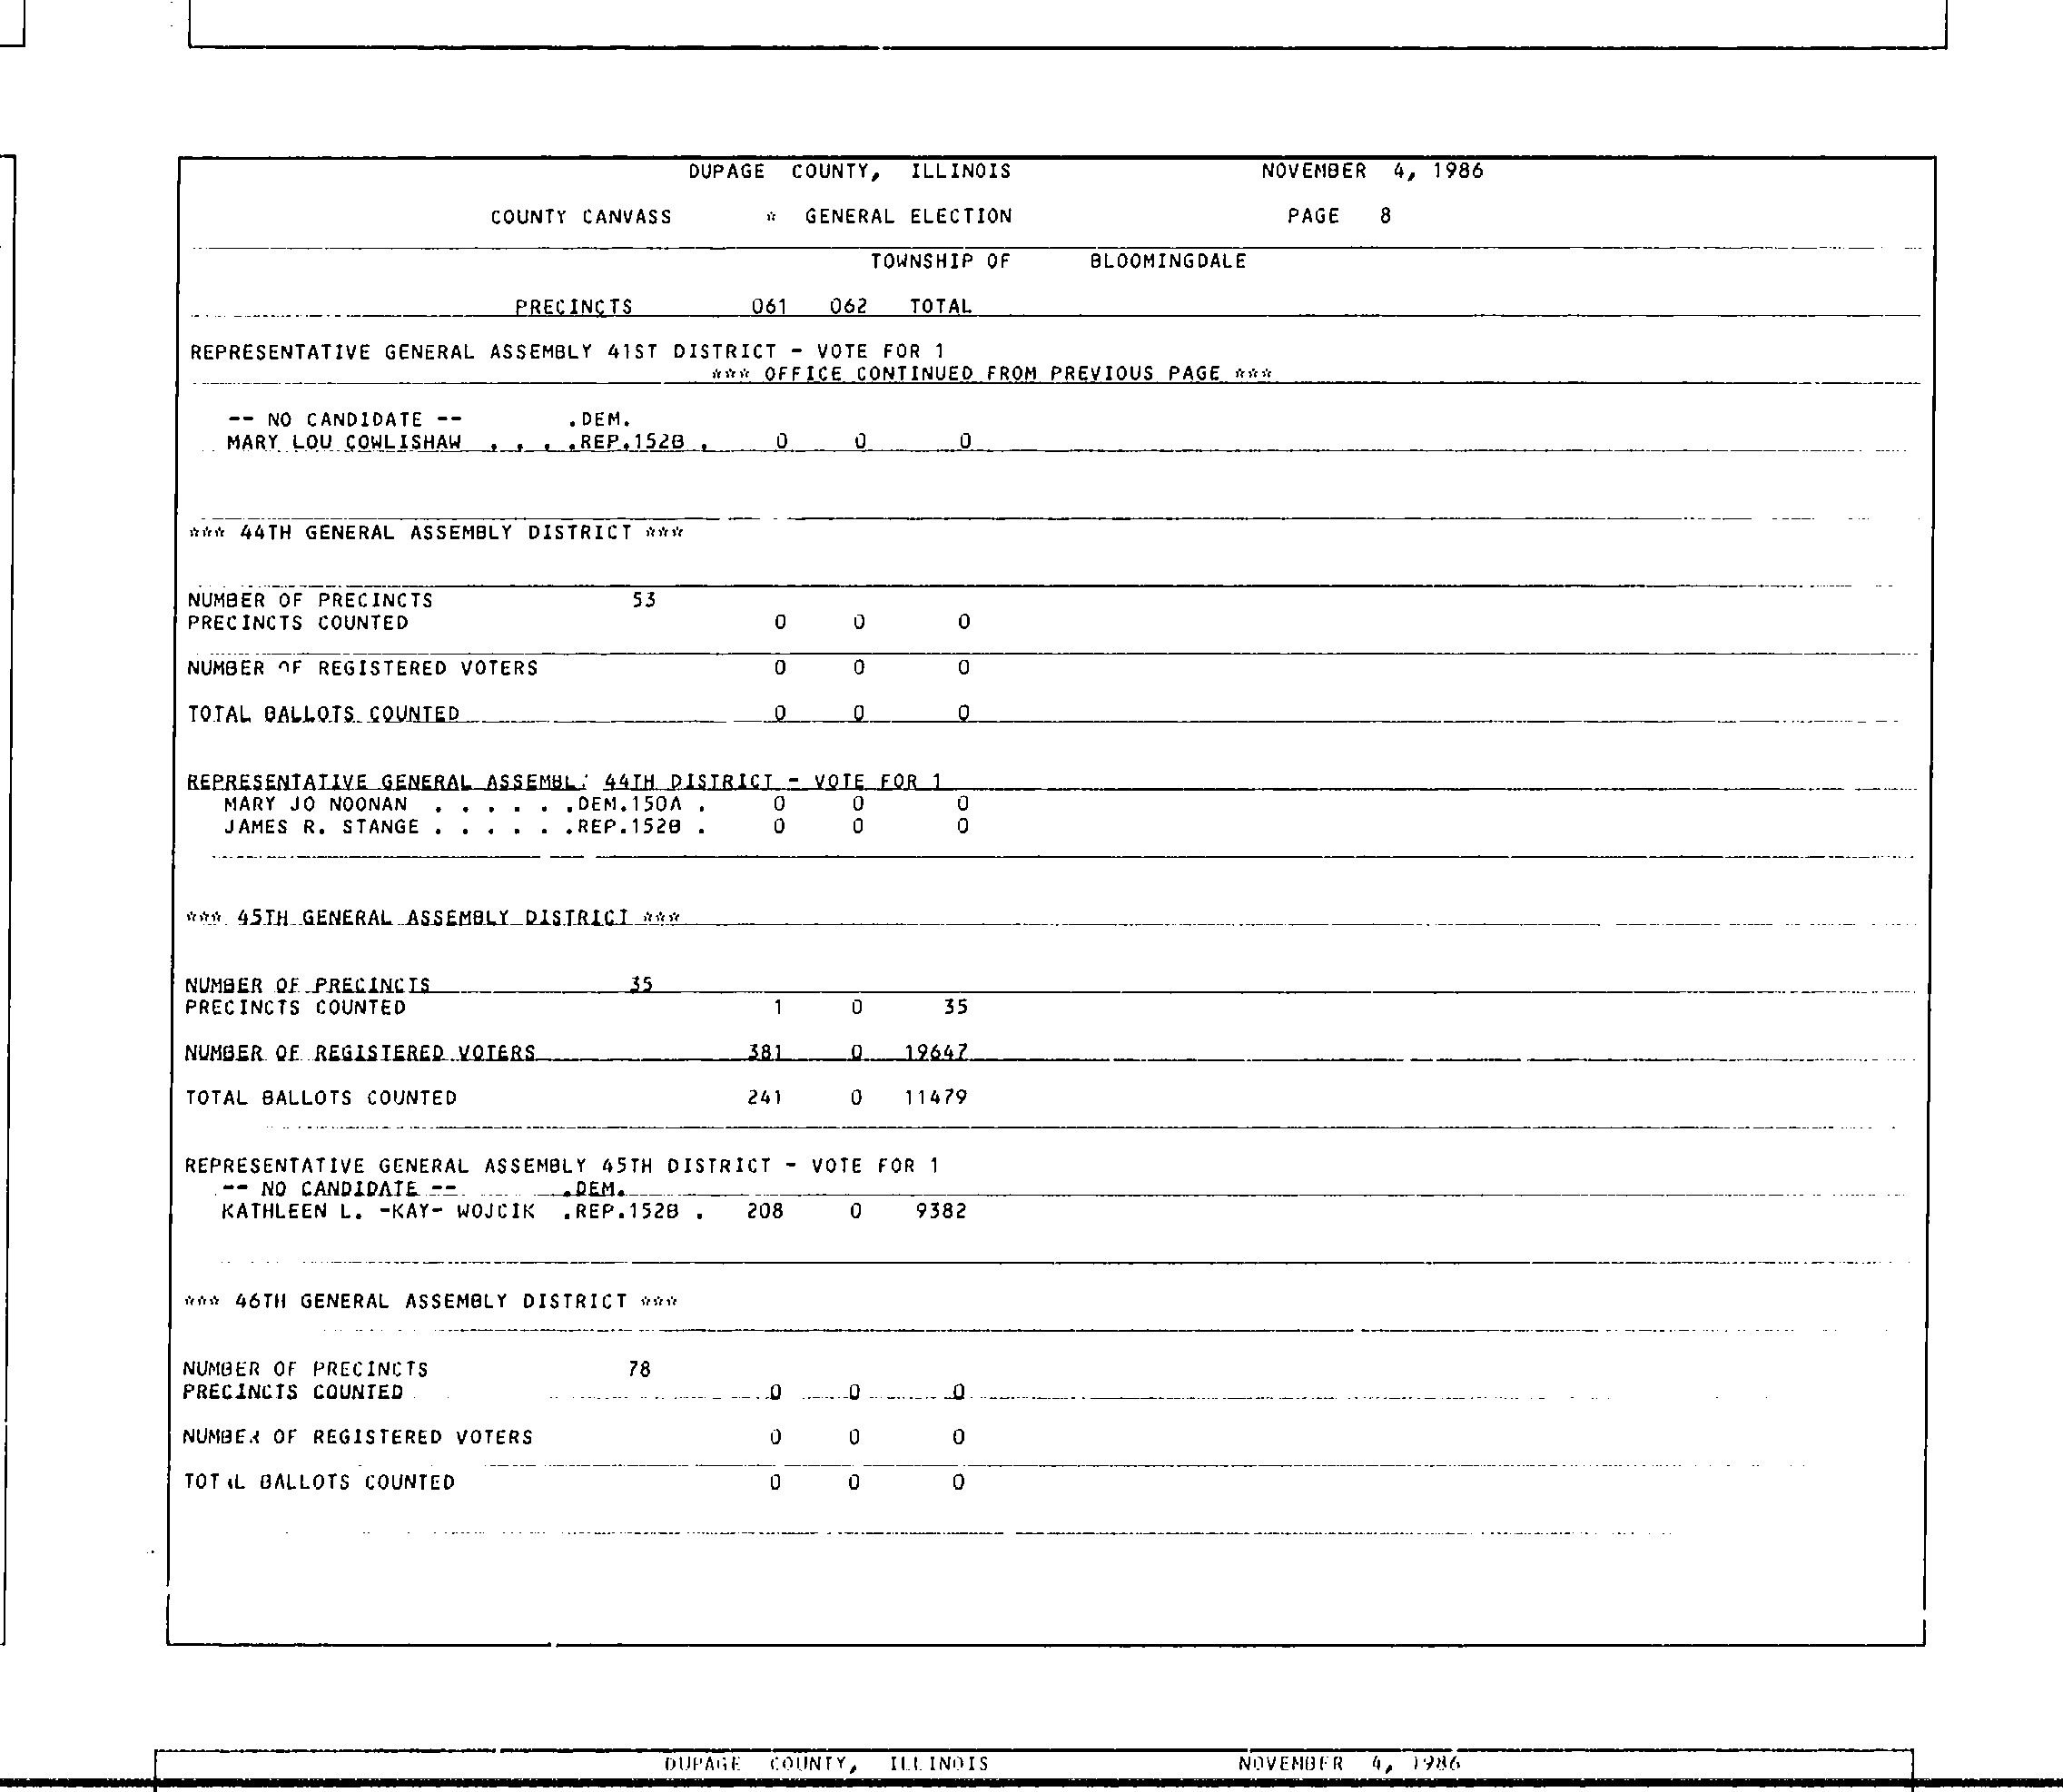 DUPAGE COUNTY, ILLINOIS NOVEMBER 4, 1986
COUNTY CANVASS * GENERAL ELECTION PAGE 8
TOWNSHIP OF BLOOMINGDALE
PRECINCTS 061 062 TOTAL
REPRESENTATIVE GENERAL ASSEMBLY 41ST DISTRICT - VOTE FOR 1
*** OFFICE CONTINUED FROM PREVIOUS PAGE ***
-- NO CANDIDATE -- .DEM.
MARY LOU COWLISHAW . . . .REP.152B . 0 0 0
*** 44TH GENERAL ASSEMBLY DISTRICT ***
NUMBER OF PRECINCTS 53
PRECINCTS COUNTED 0 0 0
NUMBER OF REGISTERED VOTERS 0 0 0
TOTAL BALLOTS COUNTED 0 0 0
REPRESENTATIVE GENERAL ASSEMBLY 44TH DISTRICT - VOTE FOR 1
MARY JO NOONAN . . . . . .DEM.150A . 0 0 0
JAMES R. STANGE . . . . . .REP.152B . 0 0 0
*** 45TH GENERAL ASSEMBLY DISTRICT ***
NUMBER OF PRECINCTS 35
PRECINCTS COUNTED 1 0 35
NUMBER OF REGISTERED VOTERS 381 0 19647
TOTAL BALLOTS COUNTED 241 0 11479
REPRESENTATIVE GENERAL ASSEMBLY 45TH DISTRICT - VOTE FOR 1
-- NO CANDIDATE -- .DEM.
KATHLEEN L. -KAY- WOJCIK .REP.152B . 208 0 9382
*** 46TH GENERAL ASSEMBLY DISTRICT ***
NUMBER OF PRECINCTS 78
PRECINCTS COUNTED 0 0 0
NUMBER OF REGISTERED VOTERS 0 0 0
TOTAL BALLOTS COUNTED 0 0 0
DUPAGE COUNTY, ILLINOIS NOVEMBER 4, 1986